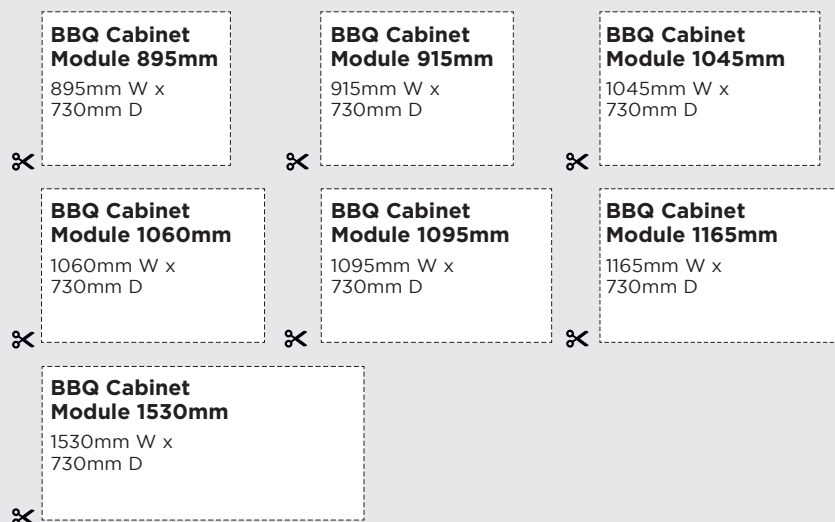 BBQ Cabinet
Module 895mm
895mm W x
730mm D
BBQ Cabinet
Module 915mm
915mm W x
730mm D
BBQ Cabinet
Module 1045mm
1045mm W x
730mm D
BBQ Cabinet
Module 1060mm
1060mm W x
730mm D
BBQ Cabinet
Module 1095mm
1095mm W x
730mm D
BBQ Cabinet
Module 1165mm
1165mm W x
730mm D
BBQ Cabinet
Module 1530mm
1530mm W x
730mm D